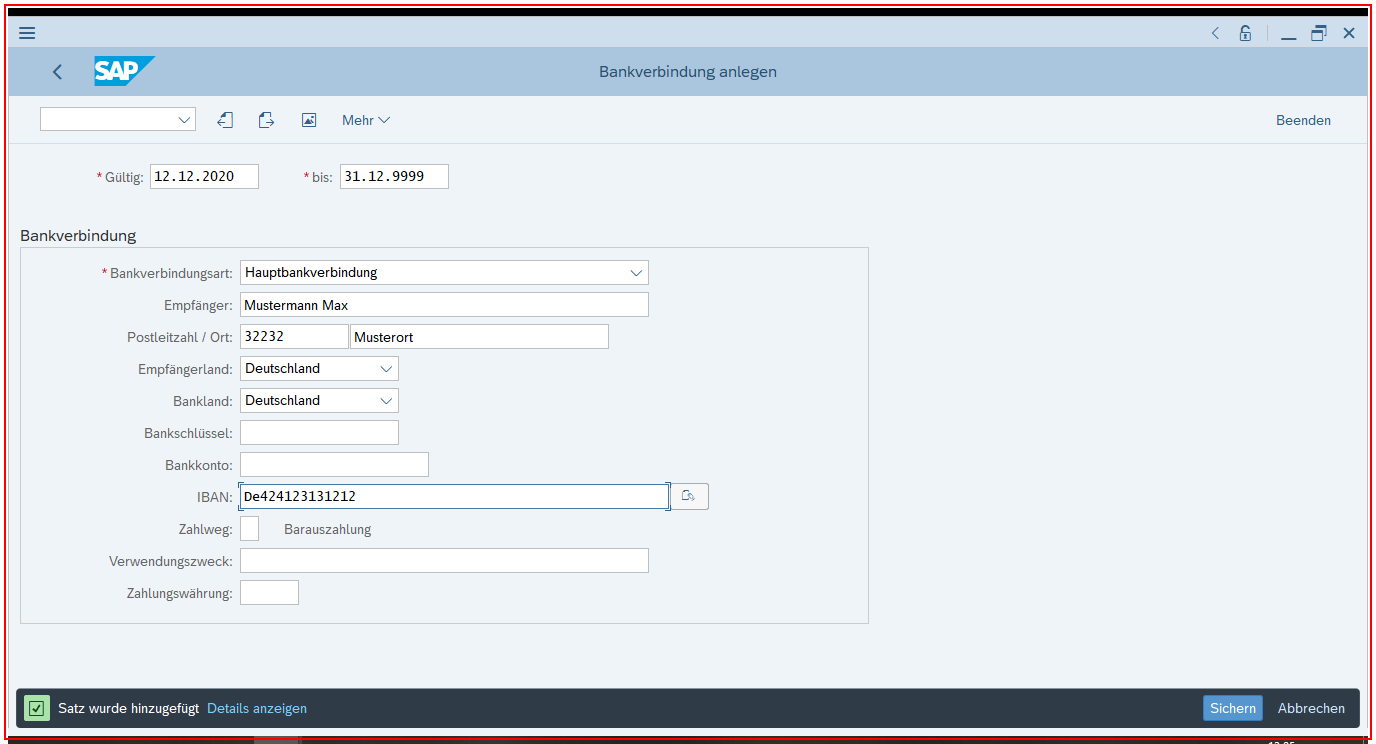 SAP
Bankverbindung anlegen
Mehr
Beenden
* Gültig: 12.12.2020 * bis: 31.12.9999
Bankverbindung
* Bankverbindungsart: Hauptbankverbindung
Empfänger: Mustermann Max
Postleitzahl / Ort: 32232 Musterort
Empfängerland: Deutschland
Bankland: Deutschland
Bankschlüssel:
Bankkonto:
IBAN: De424123131212
Zahlweg: Barauszahlung
Verwendungszweck:
Zahlungswährung:
Satz wurde hinzugefügt Details anzeigen Sichern Abbrechen